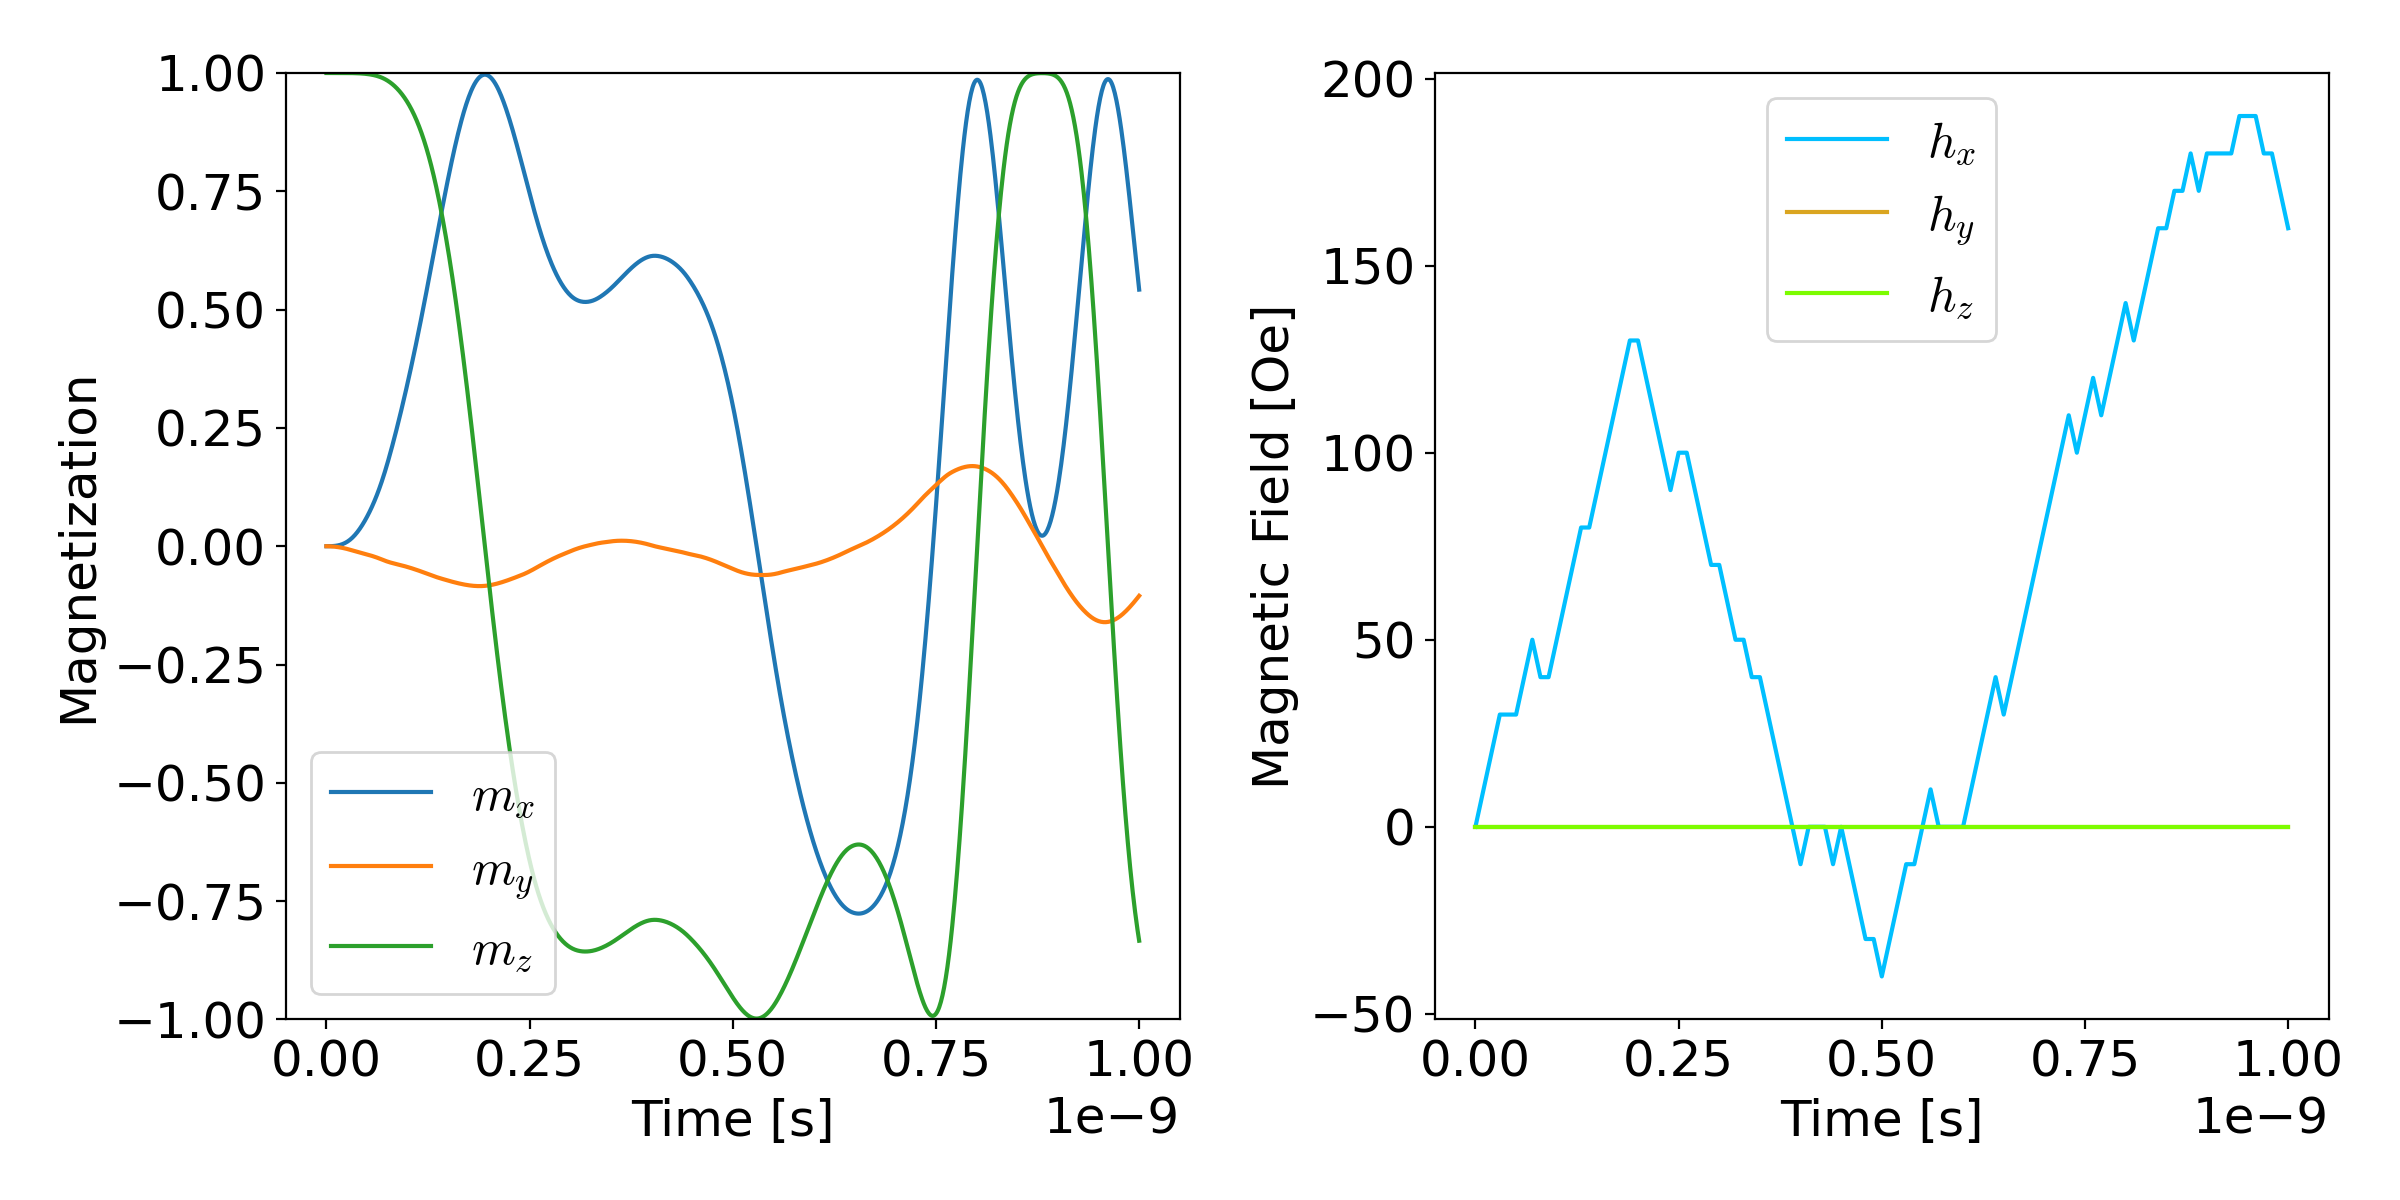 Magnetization
1.00
0.75
0.50
0.25
0.00
−0.25
−0.50
−0.75
−1.00
m_x
m_y
m_z
0.00 0.25 0.50 0.75 1.00
Time [s]
1e−9
Magnetic Field [Oe]
200
150
100
50
0
−50
h_x
h_y
h_z
0.00 0.25 0.50 0.75 1.00
Time [s]
1e−9